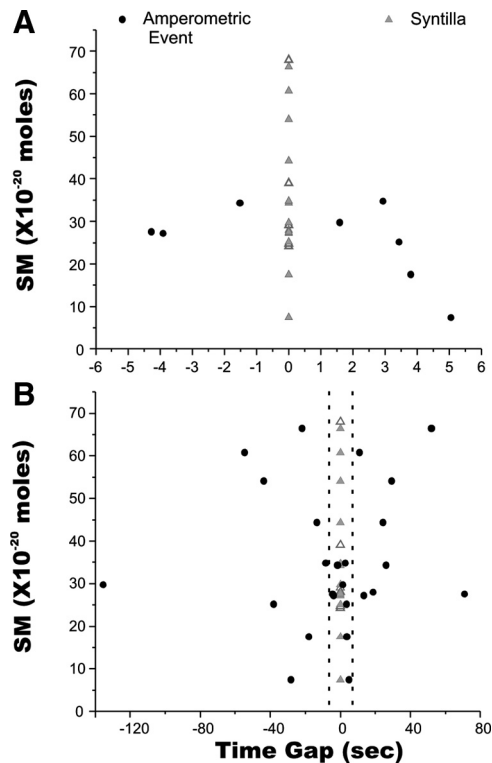 A
Amperometric
Event
Syntilla
SM (X10⁻²⁰ moles)
70
60
50
40
30
20
10
0
-6 -5 -4 -3 -2 -1 0 1 2 3 4 5 6
B
SM (X10⁻²⁰ moles)
70
60
50
40
30
20
10
0
-120 -80 -40 0 40 80
Time Gap (sec)